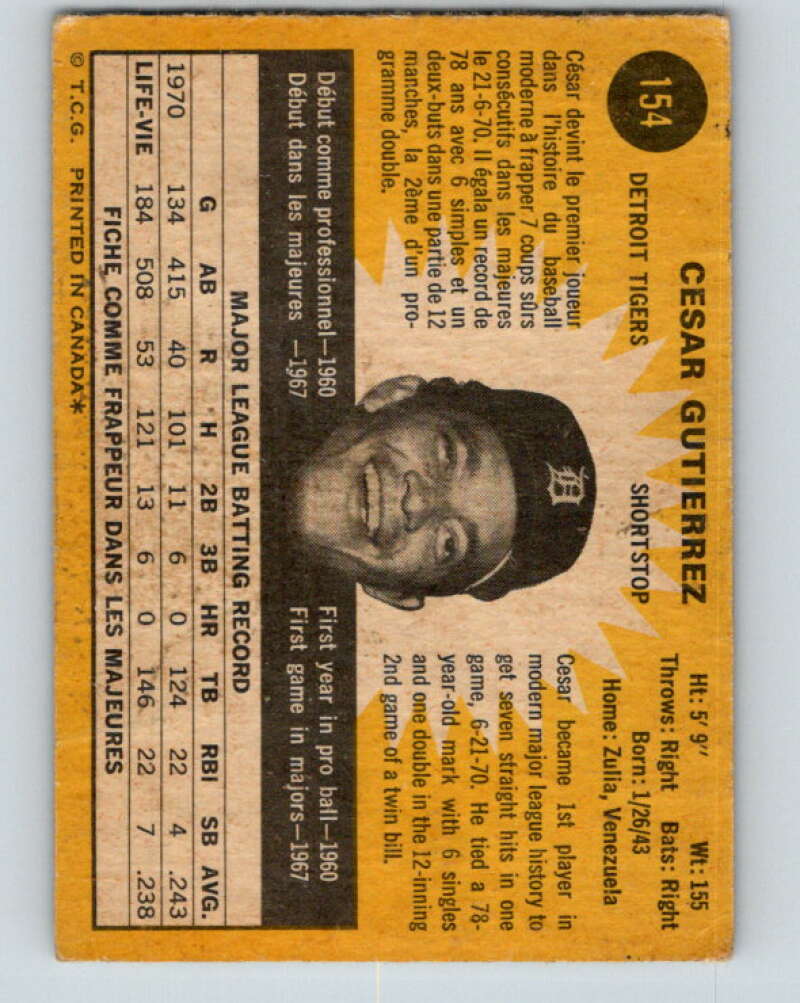 154
CESAR GUTIERREZ
DETROIT TIGERS
SHORTSTOP
Ht: 5' 9" Wt: 155
Throws: Right Bats: Right
Born: 1/26/43
Home: Zulia, Venezuela
César devint le premier joueur
dans l'histoire du baseball
moderne à frapper 7 coups sûrs
consécutifs dans les majeures
le 21-6-70. Il égala un record de
78 ans avec 6 simples et un
deux-buts dans une partie de 12
manches, la 2ème d'un pro-
gramme double.
D
Cesar became 1st player in
modern major league history to
get seven straight hits in one
game, 6-21-70. He tied a 78-
year-old mark with 6 singles
and one double in the 12-inning
2nd game of a twin bill.
Début comme professionnel—1960
Début dans les majeures —1967
First year in pro ball—1960
First game in majors—1967
MAJOR LEAGUE BATTING RECORD
G AB R H 2B 3B HR TB RBI SB AVG.
1970 134 415 40 101 11 6 0 124 22 4 .243
LIFE-VIE 184 508 53 121 13 6 0 146 22 7 .238
FICHE COMME FRAPPEUR DANS LES MAJEURES
© T.C.G. PRINTED IN CANADA*